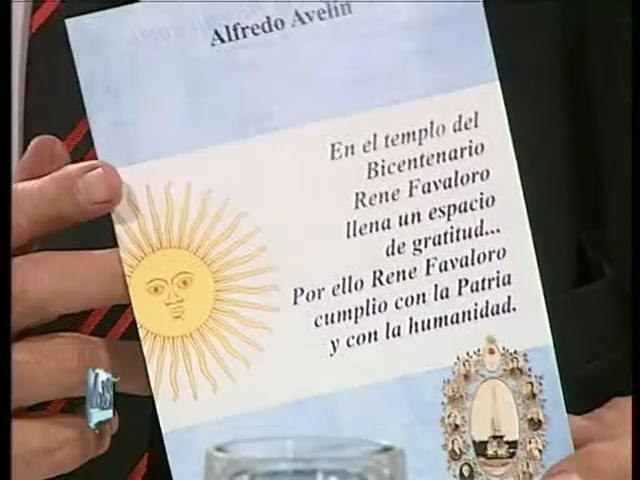 Alfredo Avelín
En el templo del
Bicentenario
Rene Favaloro
llena un espacio
de gratitud...
Por ello Rene Favaloro
cumplio con la Patria
y con la humanidad.